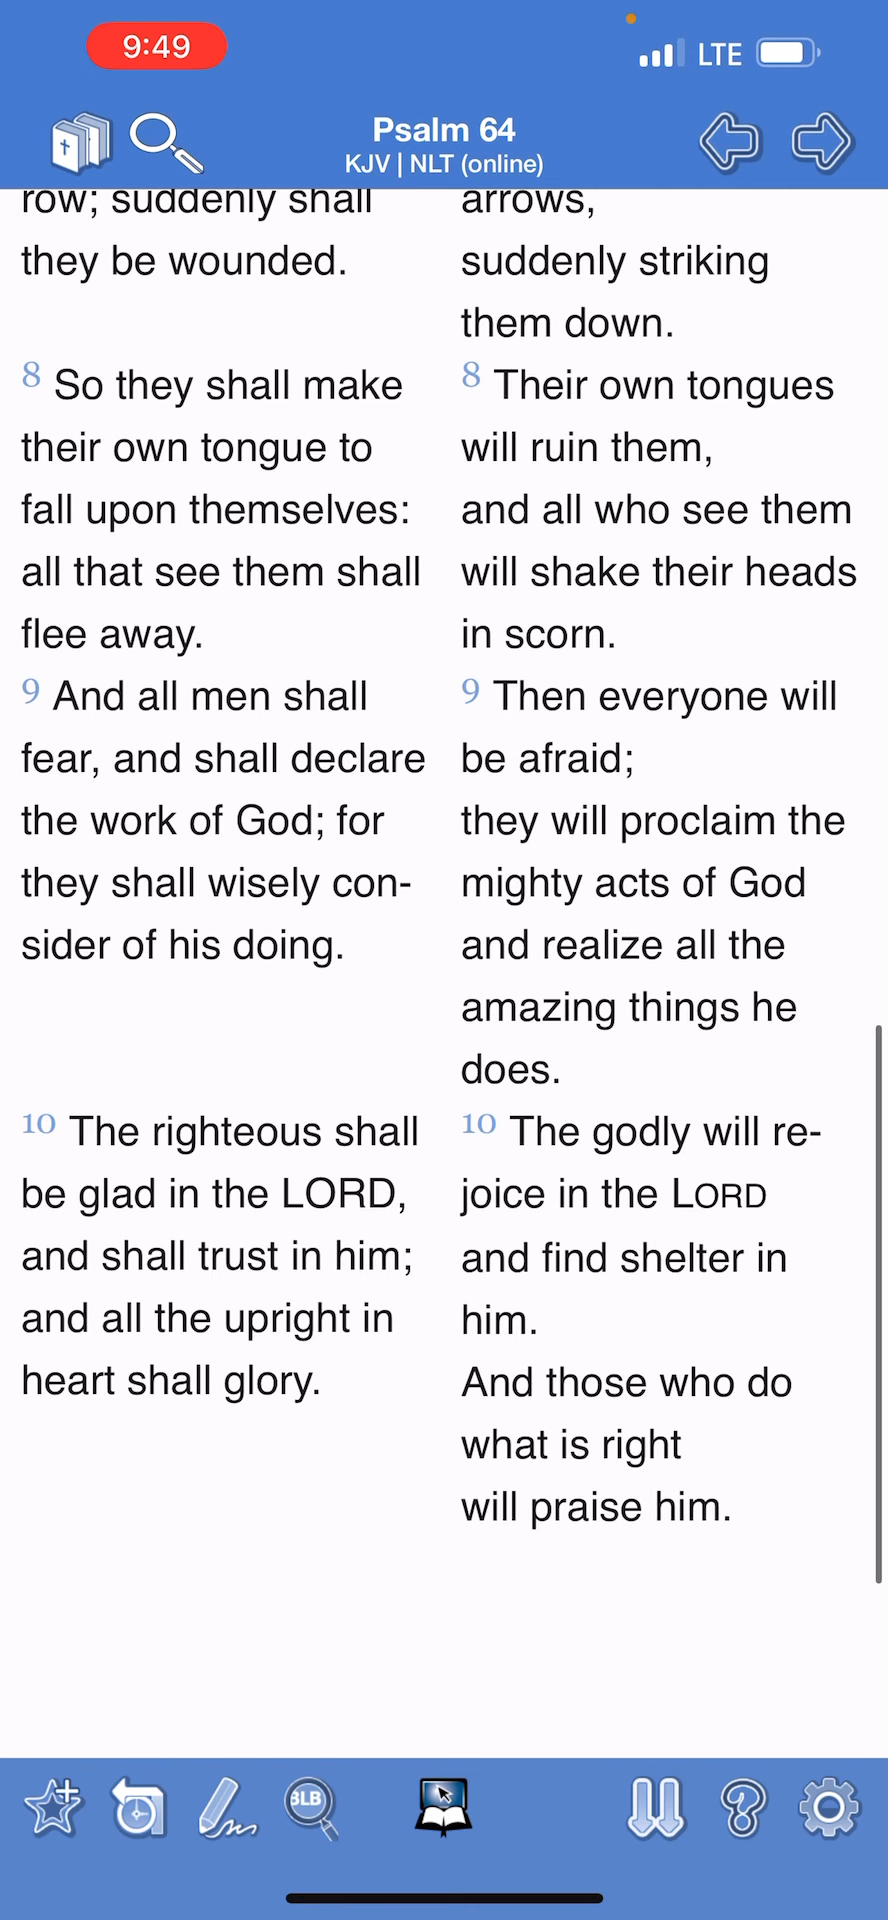 9:49
LTE
Psalm 64
KJV | NLT (online)
row; suddenly shall
they be wounded.
8 So they shall make
their own tongue to
fall upon themselves:
all that see them shall
flee away.
9 And all men shall
fear, and shall declare
the work of God; for
they shall wisely con-
sider of his doing.
10 The righteous shall
be glad in the LORD,
and shall trust in him;
and all the upright in
heart shall glory.
arrows,
suddenly striking
them down.
8 Their own tongues
will ruin them,
and all who see them
will shake their heads
in scorn.
9 Then everyone will
be afraid;
they will proclaim the
mighty acts of God
and realize all the
amazing things he
does.
10 The godly will re-
joice in the LORD
and find shelter in
him.
And those who do
what is right
will praise him.
BLB